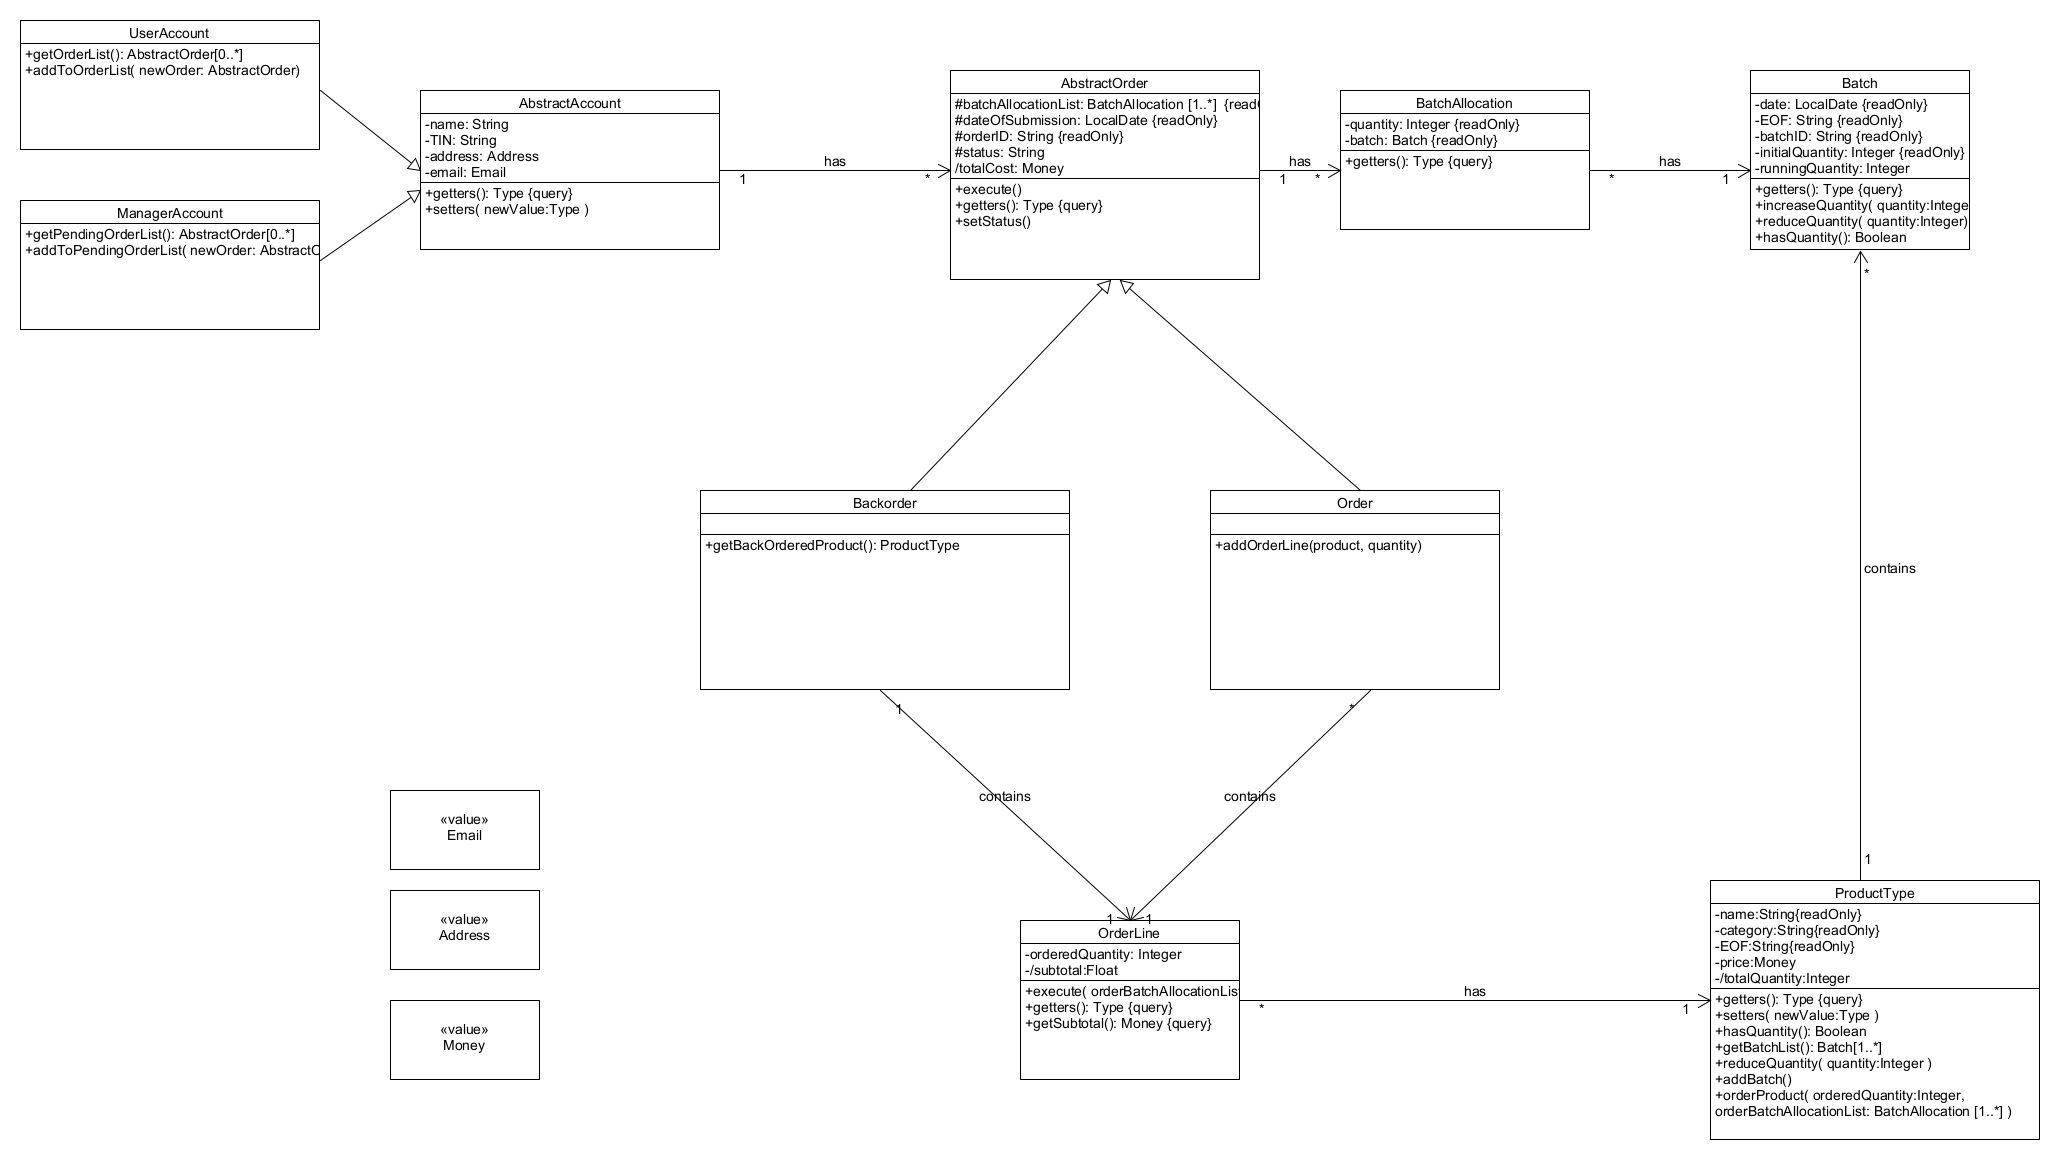 UserAccount
+getOrderList(): AbstractOrder[0..*]
+addToOrderList( newOrder: AbstractOrder)
ManagerAccount
+getPendingOrderList(): AbstractOrder[0..*]
+addToPendingOrderList( newOrder: AbstractO
AbstractAccount
-name: String
-TIN: String
-address: Address
-email: Email
+getters(): Type {query}
+setters( newValue:Type )
has
1
*
AbstractOrder
#batchAllocationList: BatchAllocation [1..*]  {readO
#dateOfSubmission: LocalDate {readOnly}
#orderID: String {readOnly}
#status: String
/totalCost: Money
+execute()
+getters(): Type {query}
+setStatus()
has
1
*
BatchAllocation
-quantity: Integer {readOnly}
-batch: Batch {readOnly}
+getters(): Type {query}
has
*
1
Batch
-date: LocalDate {readOnly}
-EOF: String {readOnly}
-batchID: String {readOnly}
-initialQuantity: Integer {readOnly}
-runningQuantity: Integer
+getters(): Type {query}
+increaseQuantity( quantity:Intege
+reduceQuantity( quantity:Integer)
+hasQuantity(): Boolean
*
contains
1
Backorder
+getBackOrderedProduct(): ProductType
Order
+addOrderLine(product, quantity)
1
*
contains
contains
1
1
«value»
Email
«value»
Address
«value»
Money
OrderLine
-orderedQuantity: Integer
-/subtotal:Float
+execute( orderBatchAllocationList
+getters(): Type {query}
+getSubtotal(): Money {query}
has
*
1
ProductType
-name:String{readOnly}
-category:String{readOnly}
-EOF:String{readOnly}
-price:Money
-/totalQuantity:Integer
+getters(): Type {query}
+setters( newValue:Type )
+hasQuantity(): Boolean
+getBatchList(): Batch[1..*]
+reduceQuantity( quantity:Integer )
+addBatch()
+orderProduct( orderedQuantity:Integer,
orderBatchAllocationList: BatchAllocation [1..*] )